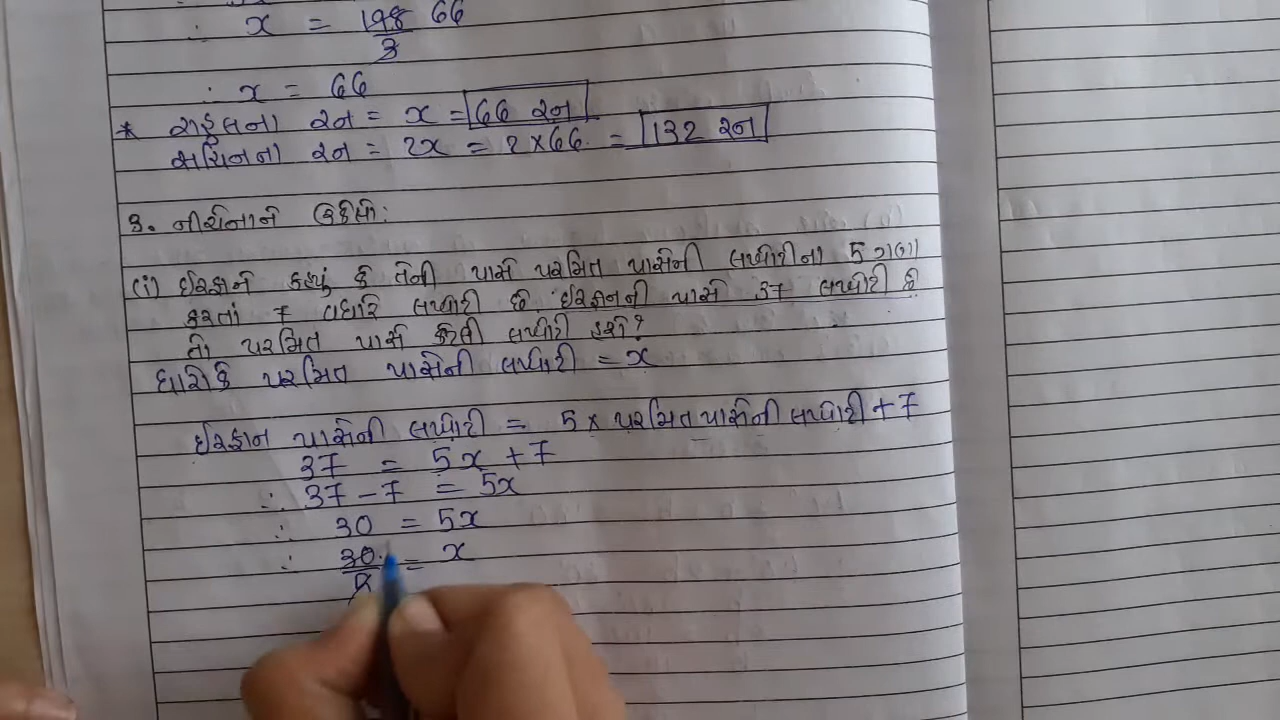 ∴ x = 198/3 66
∴ x = 66
* રાહુલના રન = x = 66 રન
સચિનના રન = 2x = 2 × 66 = 132 રન
3. નીચેનાને ઉકેલો:
(i) ઈરફાને કહ્યું કે તેની પાસે પરમિત પાસેની લખોટીના 5 ગણા
કરતાં 7 વધારે લખોટી છે ઈરફાનની પાસે 37 લખોટી છે
તો પરમિત પાસે કેટલી લખોટી હશે?
ધારોકે પરમિત પાસેની લખોટી = x
ઈરફાન પાસેની લખોટી = 5 × પરમિત પાસેની લખોટી + 7
37 = 5x + 7
∴ 37 - 7 = 5x
∴ 30 = 5x
∴ 30/5 = x